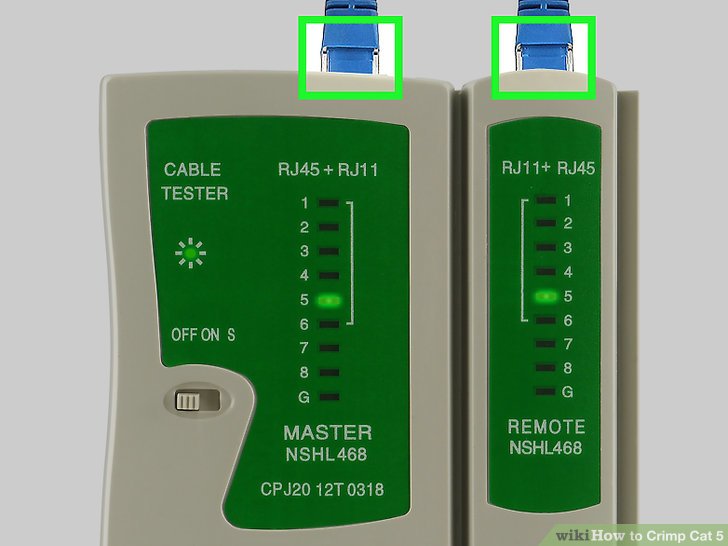 CABLE
TESTER
OFF ON S
RJ45 + RJ11
1
2
3
4
5
6
7
8
G
MASTER
NSHL468
CPJ20 12T 0318
RJ11+ RJ45
1
2
3
4
5
6
7
8
G
REMOTE
NSHL468
wikiHow to Crimp Cat 5